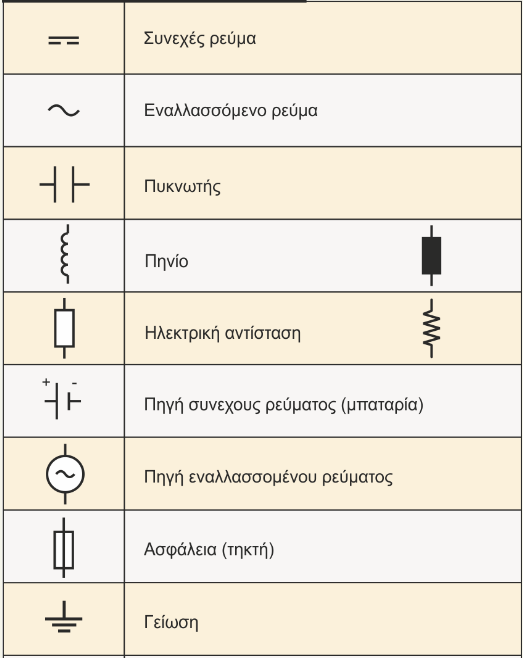 Συνεχές ρεύμα
Εναλλασσόμενο ρεύμα
Πυκνωτής
Πηνίο
Ηλεκτρική αντίσταση
+ -
Πηγή συνεχους ρεύματος (μπαταρία)
Πηγή εναλλασσομένου ρεύματος
Ασφάλεια (τηκτή)
Γείωση